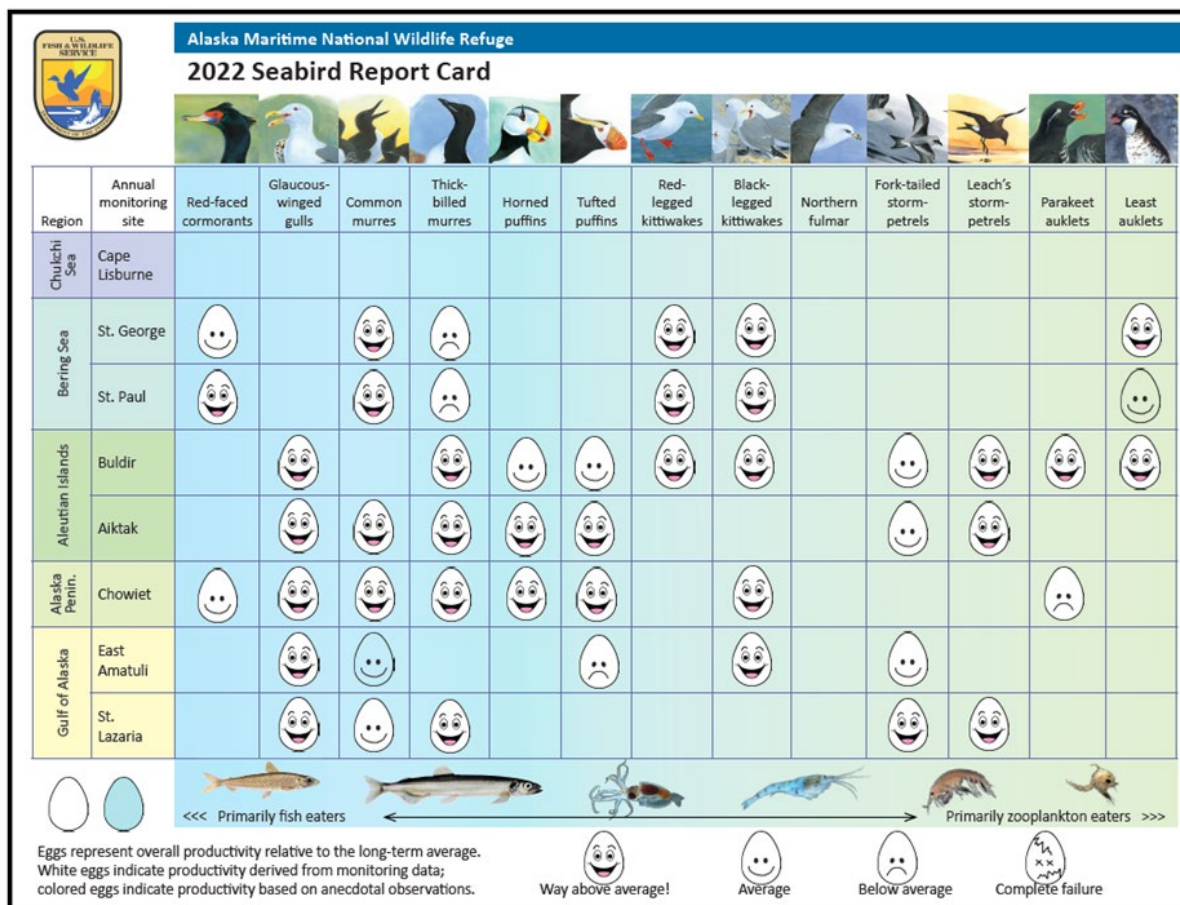 U.S.
FISH & WILDLIFE
SERVICE
DEPARTMENT OF THE INTERIOR
Alaska Maritime National Wildlife Refuge
2022 Seabird Report Card
Region
Annual
monitoring
site
Red-faced
cormorants
Glaucous-
winged
gulls
Common
murres
Thick-
billed
murres
Horned
puffins
Tufted
puffins
Red-
legged
kittiwakes
Black-
legged
kittiwakes
Northern
fulmar
Fork-tailed
storm-
petrels
Leach's
storm-
petrels
Parakeet
auklets
Least
auklets
Chukchi
Sea
Cape
Lisburne
Bering Sea
St. George
St. Paul
Aleutian Islands
Buldir
Aiktak
Alaska
Penin.
Chowiet
Gulf of Alaska
East
Amatuli
St.
Lazaria
<<< Primarily fish eaters
Primarily zooplankton eaters >>>
Eggs represent overall productivity relative to the long-term average.
White eggs indicate productivity derived from monitoring data;
colored eggs indicate productivity based on anecdotal observations.
Way above average!
Average
Below average
Complete failure